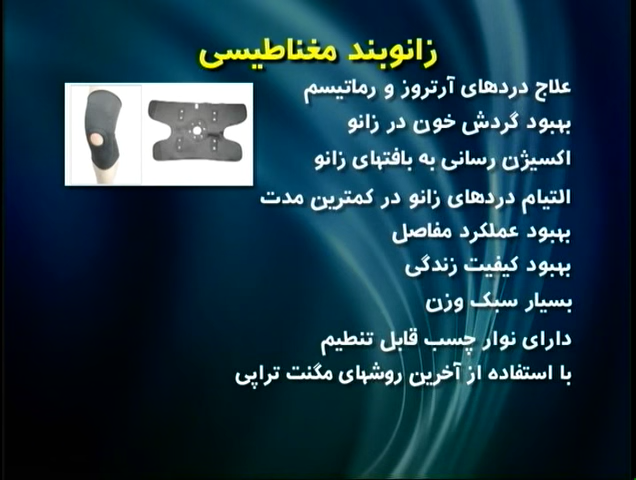 زانوبند مغناطیسی
علاج دردهای آرتروز و رماتیسم
بهبود گردش خون در زانو
اکسیژن رسانی به بافتهای زانو
التیام دردهای زانو در کمترین مدت
بهبود عملکرد مفاصل
بهبود کیفیت زندگی
بسیار سبک وزن
دارای نوار چسب قابل تنطیم
با استفاده از آخرین روشهای مگنت تراپی